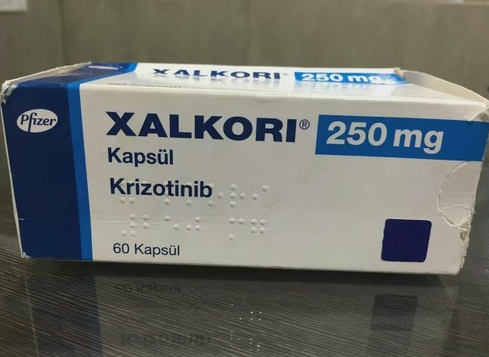 XALKORI® 250 mg
Pfizer
XALKORI® 250 mg
Kapsül
Krizotinib
60 Kapsül